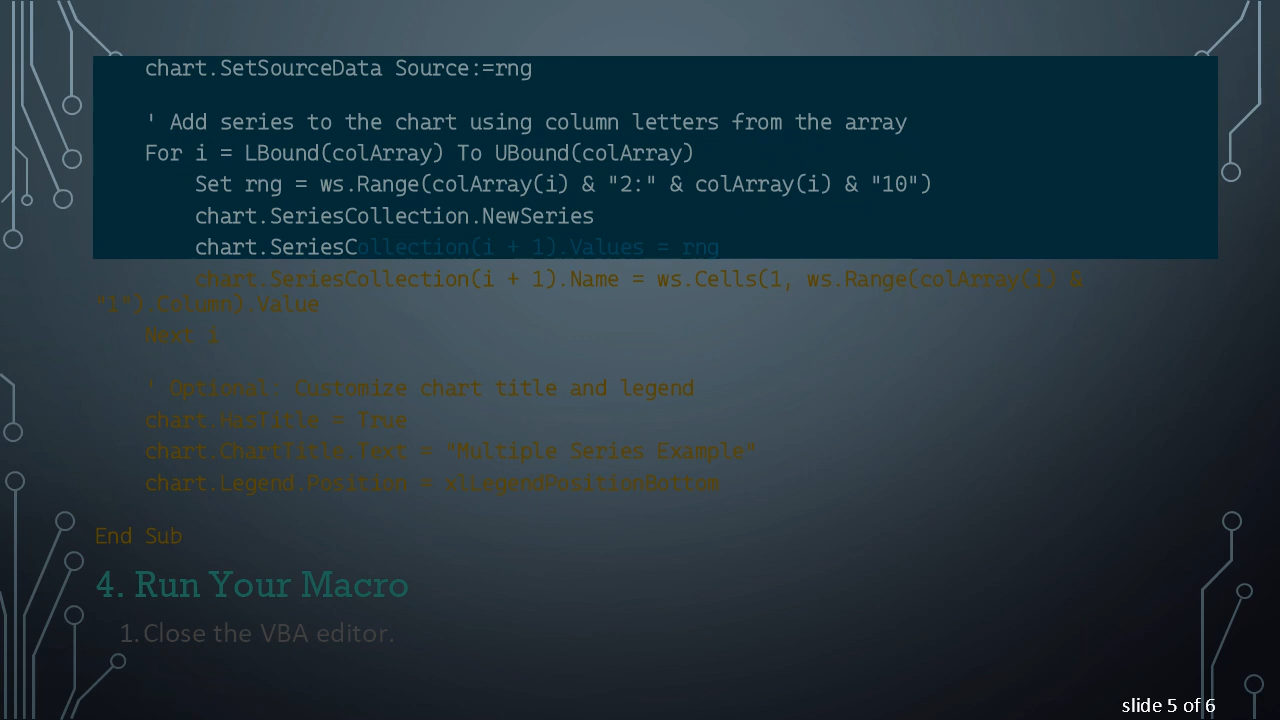 chart.SetSourceData Source:=rng
' Add series to the chart using column letters from the array
For i = LBound(colArray) To UBound(colArray)
Set rng = ws.Range(colArray(i) & "2:" & colArray(i) & "10")
chart.SeriesCollection.NewSeries
chart.SeriesCollection(i + 1).Values = rng
chart.SeriesCollection(i + 1).Name = ws.Cells(1, ws.Range(colArray(i) &
"1").Column).Value
Next i
' Optional: Customize chart title and legend
chart.HasTitle = True
chart.ChartTitle.Text = "Multiple Series Example"
chart.Legend.Position = xlLegendPositionBottom
End Sub
4. Run Your Macro
1. Close the VBA editor.
slide 5 of 6